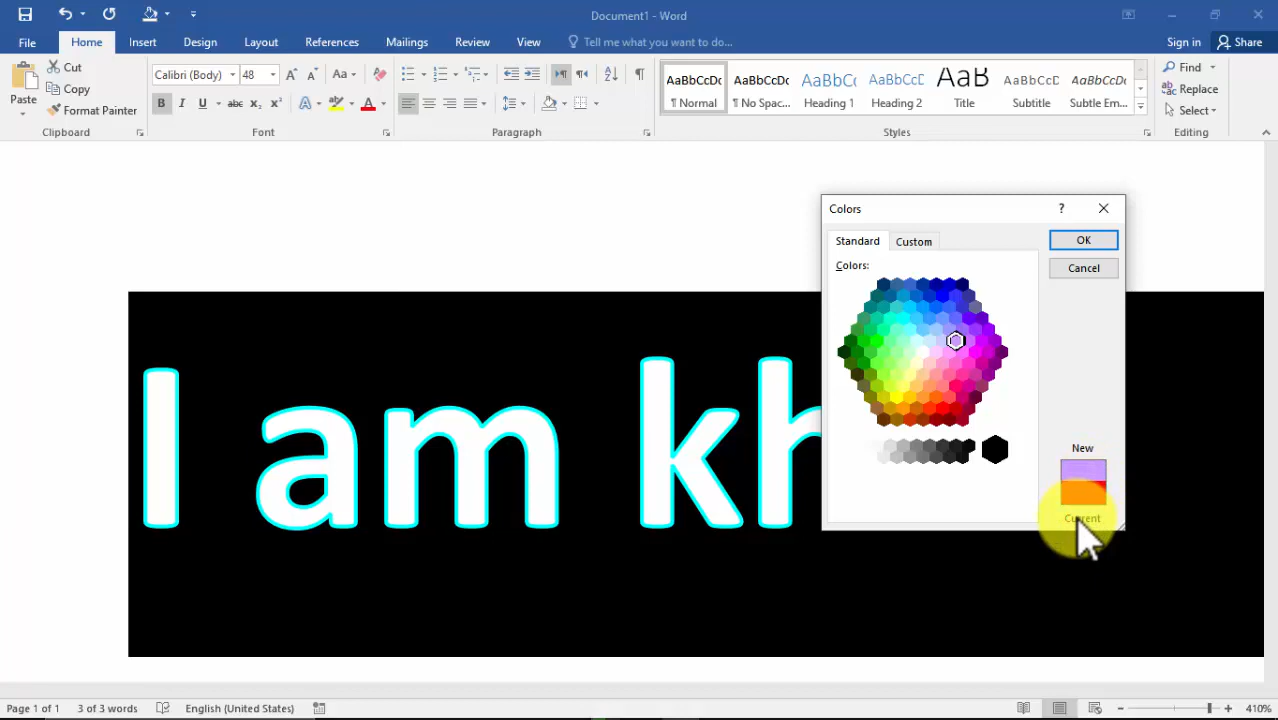 Document1 - Word
File Home Insert Design Layout References Mailings Review View Tell me what you want to do... Sign in Share
Paste
Cut
Copy
Format Painter
Clipboard
Calibri (Body) 48
Font
Paragraph
AaBbCcDc AaBbCcDc AaBbCc AaBbCcD AaB AaBbCcD AaBbCcD
¶ Normal ¶ No Spac... Heading 1 Heading 2 Title Subtitle Subtle Em...
Styles
Find
Replace
Select
Editing
I am kh
Colors
Standard Custom
Colors:
OK
Cancel
New
Current
Page 1 of 1 3 of 3 words English (United States) 410%